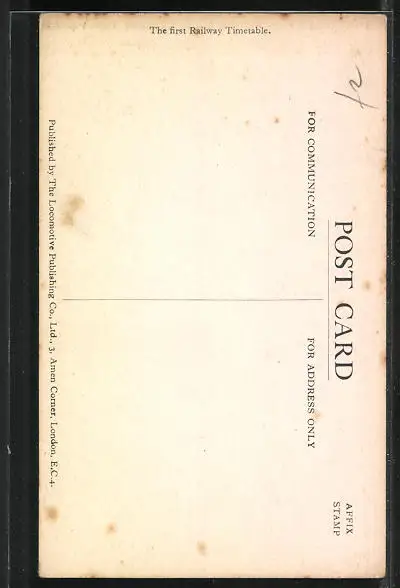 The first Railway Timetable.
POST CARD
FOR COMMUNICATION
FOR ADDRESS ONLY
AFFIX
STAMP
Published by The Locomotive Publishing Co., Ltd., 3, Amen Corner, London, E.C.4.